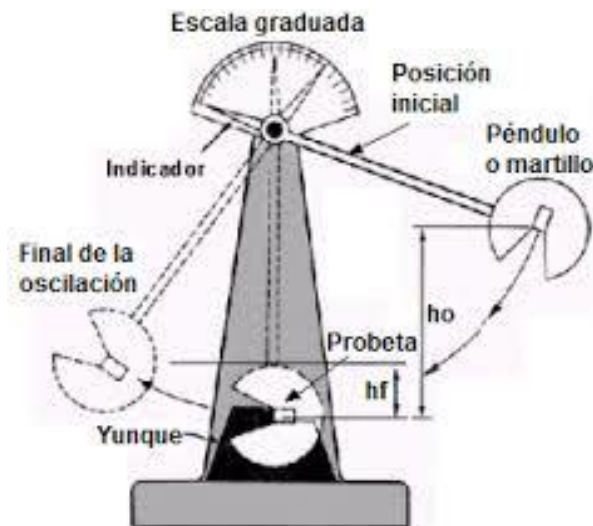 Escala graduada
Posición
inicial
Péndulo
o martillo
Indicador
Final de la
oscilación
ho
Probeta
hf
Yunque